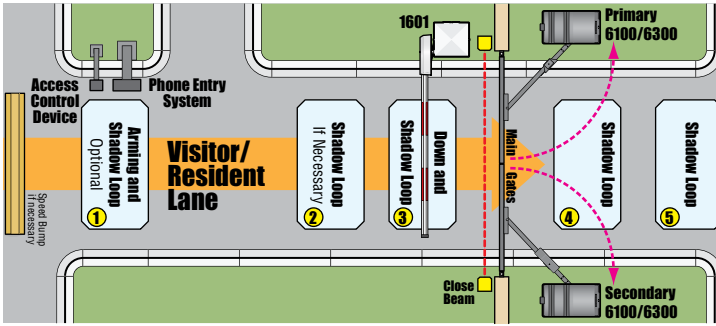 1601
Primary
6100/6300
Access
Control
Device
Phone Entry
System
Arming and
Shadow Loop
Optional
1
Visitor/
Resident
Lane
Shadow Loop
If Necessary
2
Down and
Shadow Loop
3
Main Gates
Shadow Loop
4
Shadow Loop
5
Speed Bump
if necessary
Close
Beam
Secondary
6100/6300